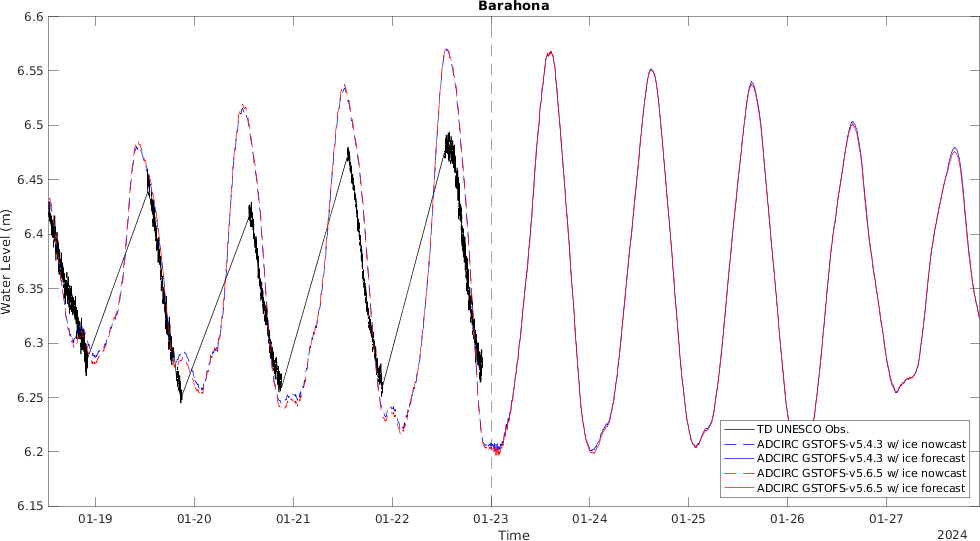 Barahona
6.6
6.55
6.5
6.45
6.4
6.35
6.3
6.25
6.2
6.15
Water Level (m)
TD UNESCO Obs.
ADCIRC GSTOFS-v5.4.3 w/ ice nowcast
ADCIRC GSTOFS-v5.4.3 w/ ice forecast
ADCIRC GSTOFS-v5.6.5 w/ ice nowcast
ADCIRC GSTOFS-v5.6.5 w/ ice forecast
01-19 01-20 01-21 01-22 01-23 01-24 01-25 01-26 01-27
Time
2024